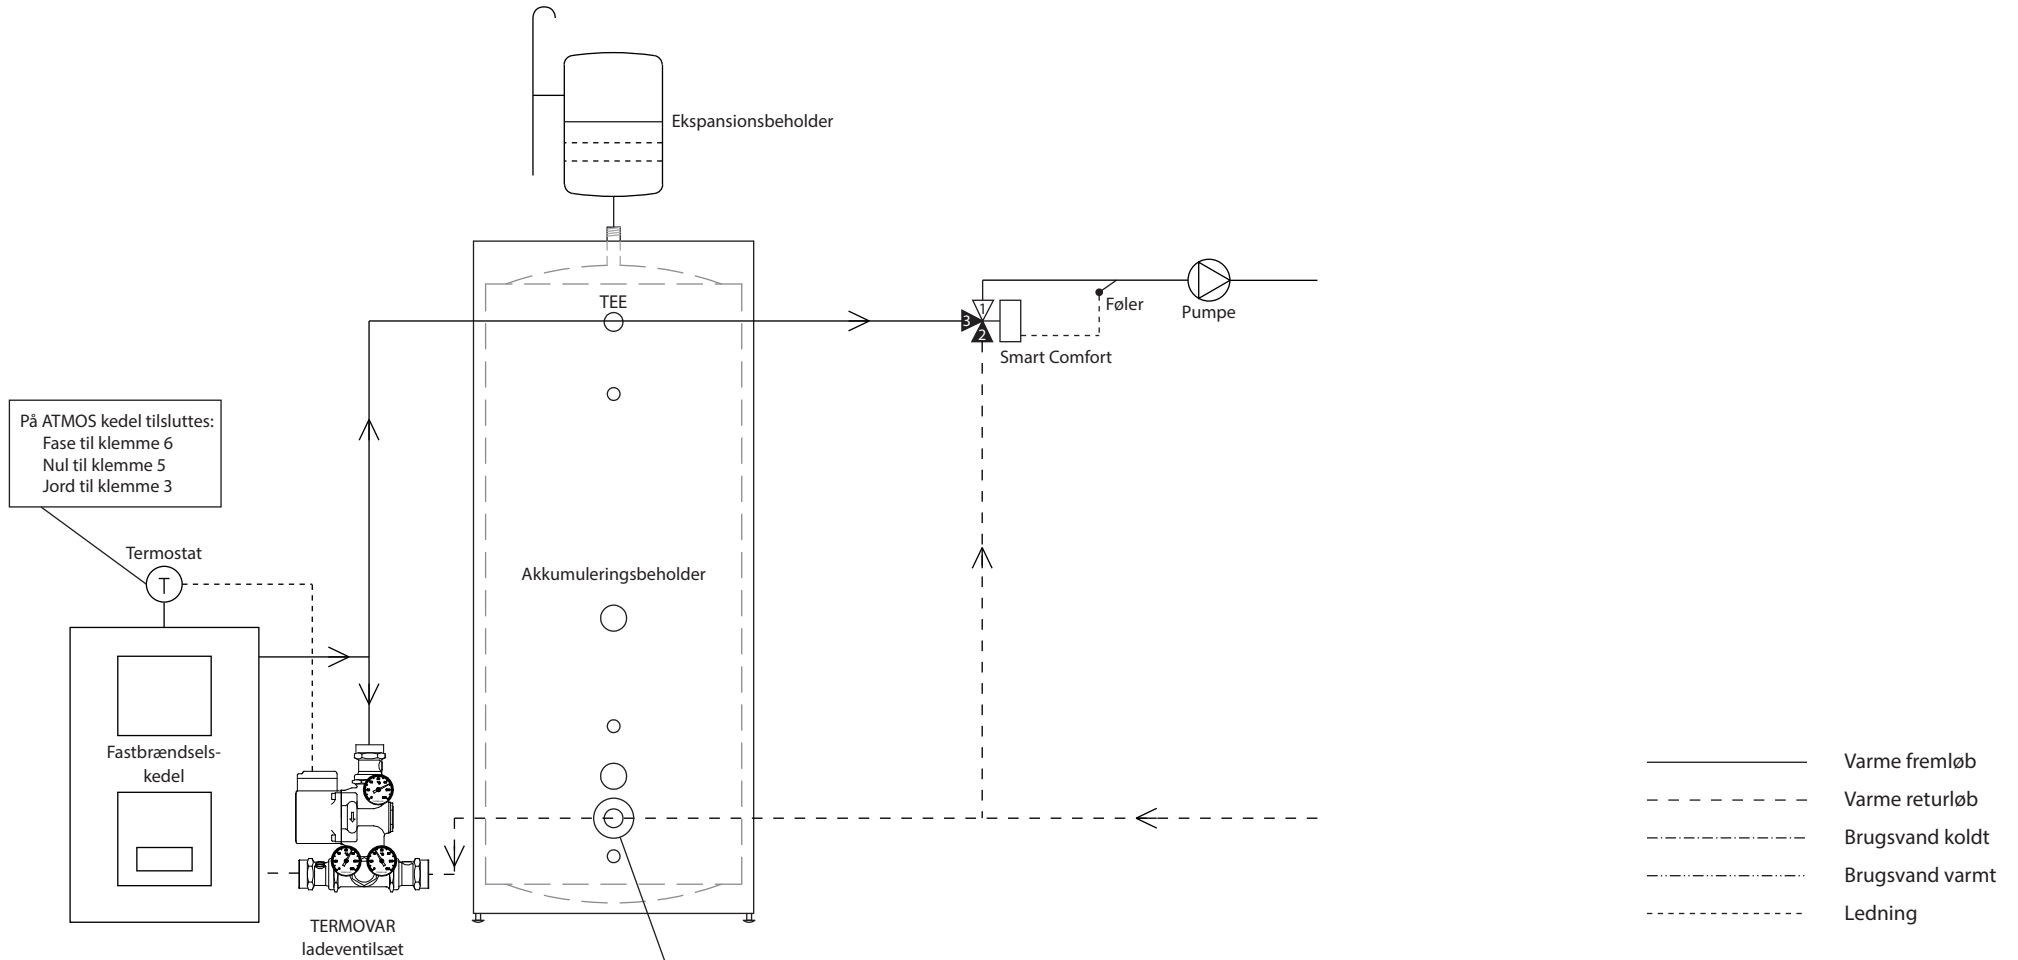 Ekspansionsbeholder
TEE
1
3
2
Føler
Pumpe
Smart Comfort
På ATMOS kedel tilsluttes:
Fase til klemme 6
Nul til klemme 5
Jord til klemme 3
Termostat
T
Akkumuleringsbeholder
Fastbrændsels-
kedel
TERMOVAR
ladeventilsæt
Varme fremløb
Varme returløb
Brugsvand koldt
Brugsvand varmt
Ledning